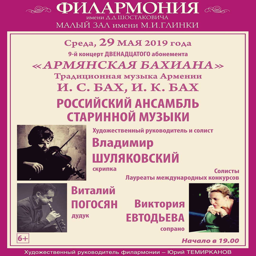 ФИЛАРМОНИЯ
имени Д.Д.ШОСТАКОВИЧА
МАЛЫЙ ЗАЛ ИМЕНИ М.И.ГЛИНКИ
Среда, 29 МАЯ 2019 года
9-й концерт ДВЕНАДЦАТОГО абонемента
«АРМЯНСКАЯ БАХИАНА»
Традиционная музыка Армении
И. С. БАХ, И. К. БАХ
РОССИЙСКИЙ АНСАМБЛЬ
СТАРИННОЙ МУЗЫКИ
Художественный руководитель и солист
Владимир
ШУЛЯКОВСКИЙ
скрипка
Солисты
Лауреаты международных конкурсов
Виталий
ПОГОСЯН
дудук
Виктория
ЕВТОДЬЕВА
сопрано
6+
Начало в 19.00
Художественный руководитель филармонии – Юрий ТЕМИРКАНОВ